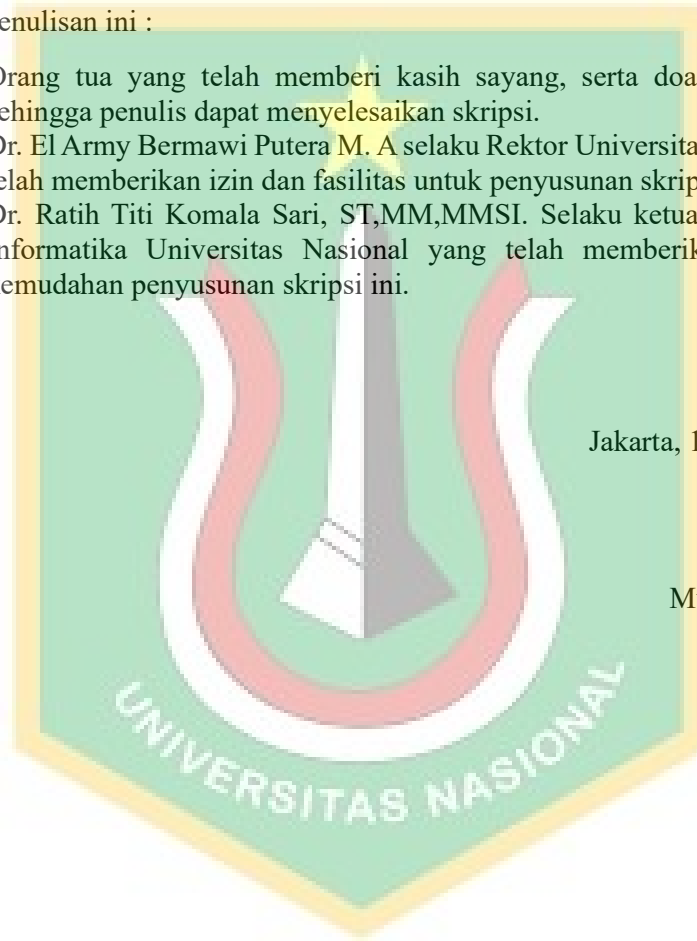 enulisan ini :
Orang tua yang telah memberi kasih sayang, serta doa
ehingga penulis dapat menyelesaikan skripsi.
Dr. El Army Bermawi Putera M. A selaku Rektor Universita
elah memberikan izin dan fasilitas untuk penyusunan skrip
Dr. Ratih Titi Komala Sari, ST,MM,MMSI. Selaku ketua
nformatika Universitas Nasional yang telah memberik
emudahan penyusunan skripsi ini.
Jakarta, 1
M
UNIVERSITAS NASIONAL